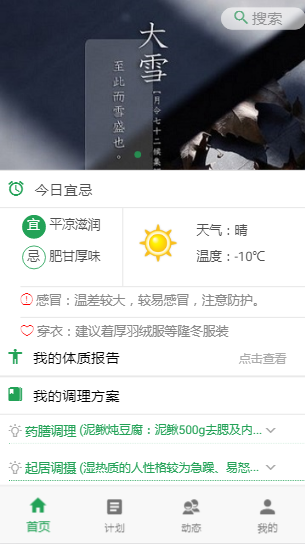 搜索
大雪
至此而雪盛也。
【月令七十二候集
今日宜忌
宜 平凉滋润
忌 肥甘厚味
天气：晴
温度：-10℃
感冒：温差较大，较易感冒，注意防护。
穿衣：建议着厚羽绒服等隆冬服装
我的体质报告 点击查看
我的调理方案
药膳调理 (泥鳅炖豆腐：泥鳅500g去腮及内...
起居调摄 (湿热质的人性格较为急躁、易怒...
首页 计划 动态 我的